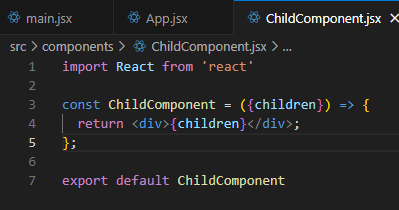 main.jsx App.jsx ChildComponent.jsx
src > components > ChildComponent.jsx > ...
1 import React from 'react'
2
3 const ChildComponent = ({children}) => {
4 return <div>{children}</div>;
5 };
6
7 export default ChildComponent